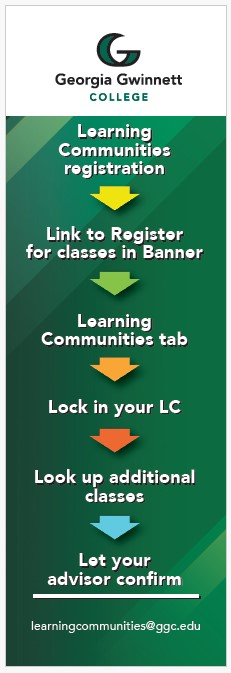 Georgia Gwinnett
COLLEGE
Learning
Communities
registration
Link to Register
for classes in Banner
Learning
Communities tab
Lock in your LC
Look up additional
classes
Let your
advisor confirm
learningcommunities@ggc.edu